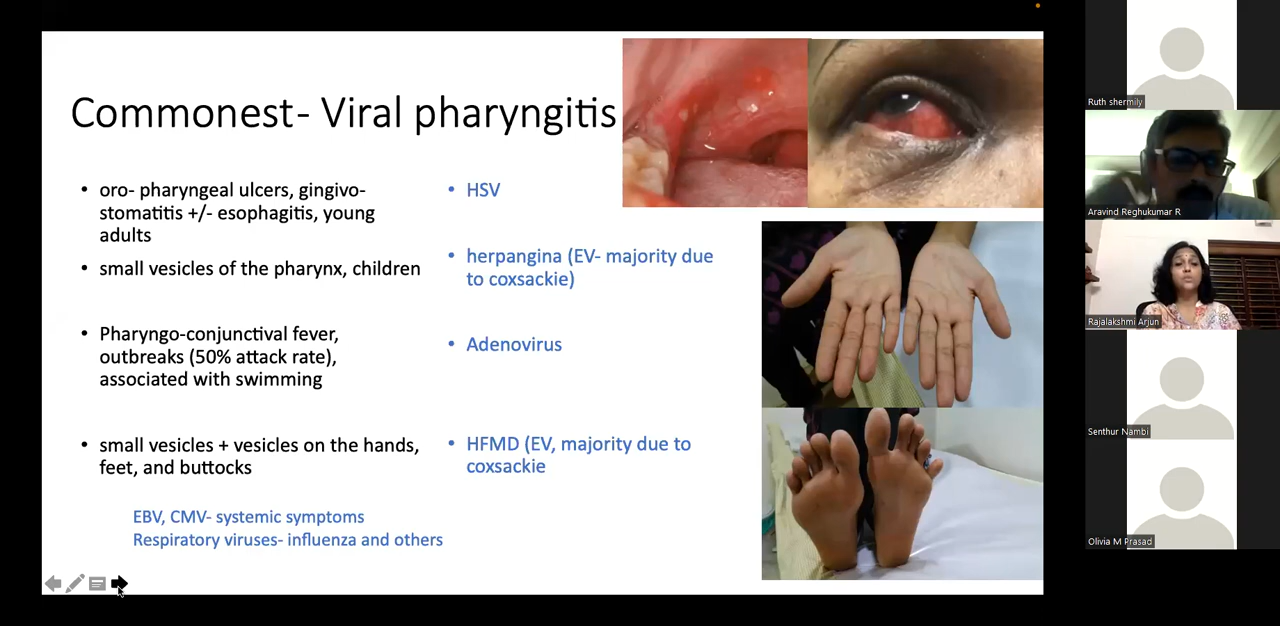 Commonest- Viral pharyngitis
oro- pharyngeal ulcers, gingivo-
stomatitis +/- esophagitis, young
adults
small vesicles of the pharynx, children
Pharyngo-conjunctival fever,
outbreaks (50% attack rate),
associated with swimming
small vesicles + vesicles on the hands,
feet, and buttocks
HSV
herpangina (EV- majority due
to coxsackie)
Adenovirus
HFMD (EV, majority due to
coxsackie
EBV, CMV- systemic symptoms
Respiratory viruses- influenza and others
Ruth shermily
Aravind Reghukumar R
Rajalakshmi Arjun
Senthur Nambi
Olivia M Prasad